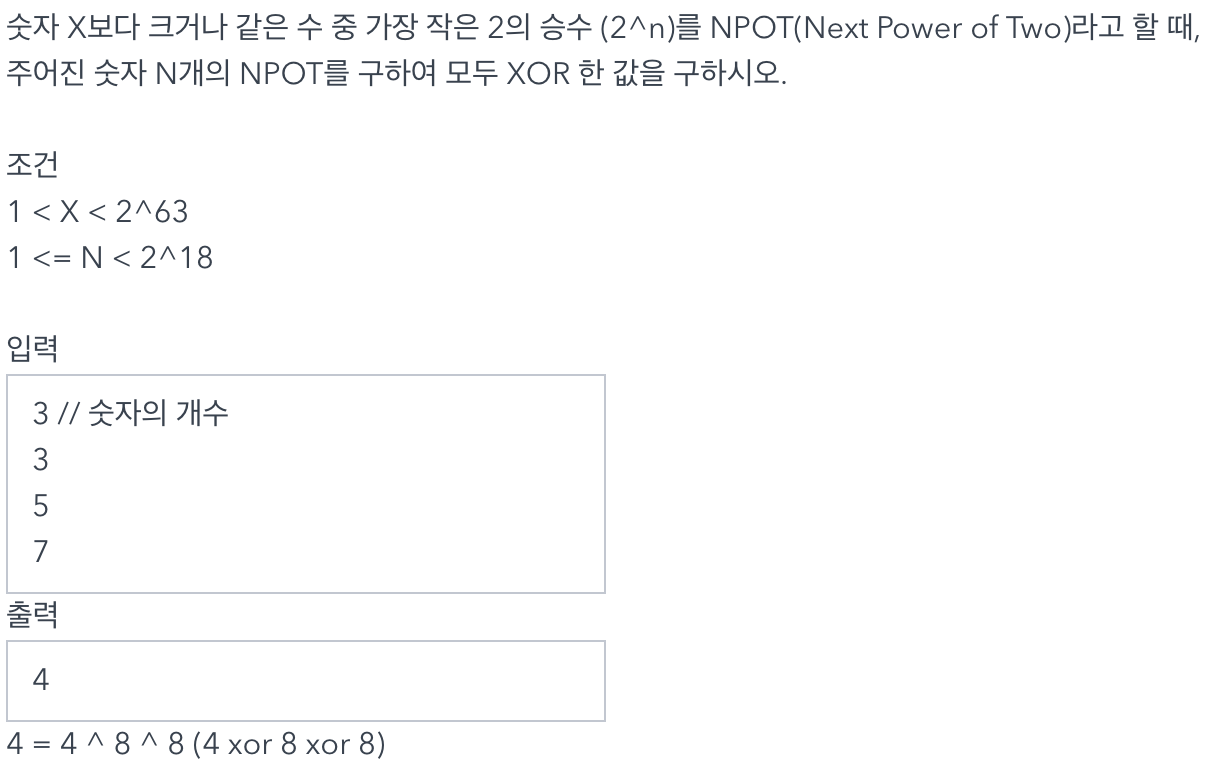 숫자 X보다 크거나 같은 수 중 가장 작은 2의 승수 (2^n)를 NPOT(Next Power of Two)라고 할 때,
주어진 숫자 N개의 NPOT를 구하여 모두 XOR 한 값을 구하시오.
조건
1 < X < 2^63
1 <= N < 2^18
입력
3 // 숫자의 개수
3
5
7
출력
4
4 = 4 ^ 8 ^ 8 (4 xor 8 xor 8)